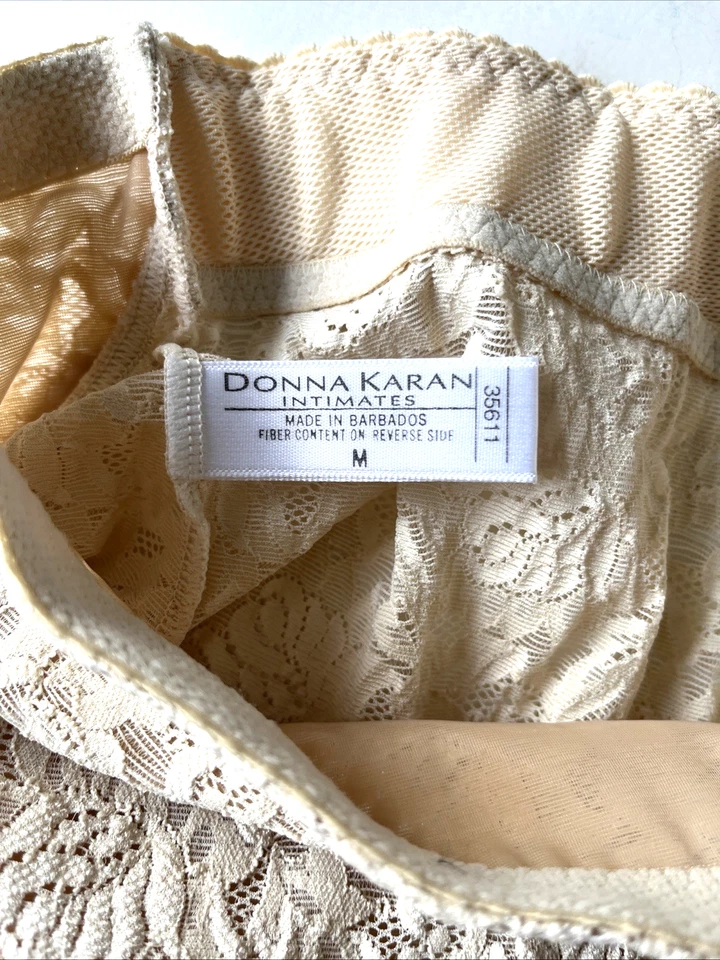 DONNA KARAN
INTIMATES
MADE IN BARBADOS
FIBER CONTENT ON REVERSE SIDE
M
35611